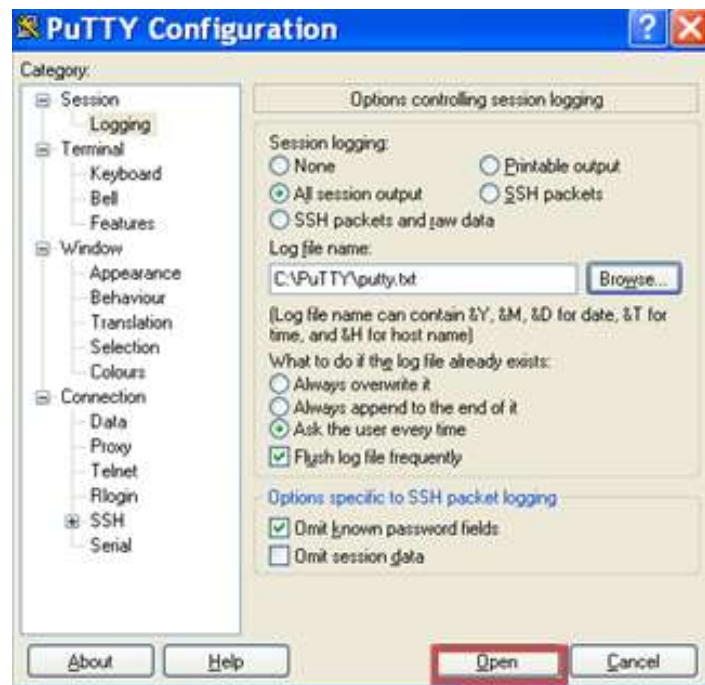 PuTTY Configuration
Category:
Session
Logging
Terminal
Keyboard
Bell
Features
Window
Appearance
Behaviour
Translation
Selection
Colours
Connection
Data
Proxy
Telnet
Rlogin
SSH
Serial
Options controlling session logging
Session logging:
None
Printable output
All session output
SSH packets
SSH packets and raw data
Log file name:
C:\PuTTY\putty.txt
Browse...
(Log file name can contain &Y, &M, &D for date, &T for
time, and &H for host name)
What to do if the log file already exists:
Always overwrite it
Always append to the end of it
Ask the user every time
Flush log file frequently
Options specific to SSH packet logging
Omit known password fields
Omit session data
About
Help
Open
Cancel